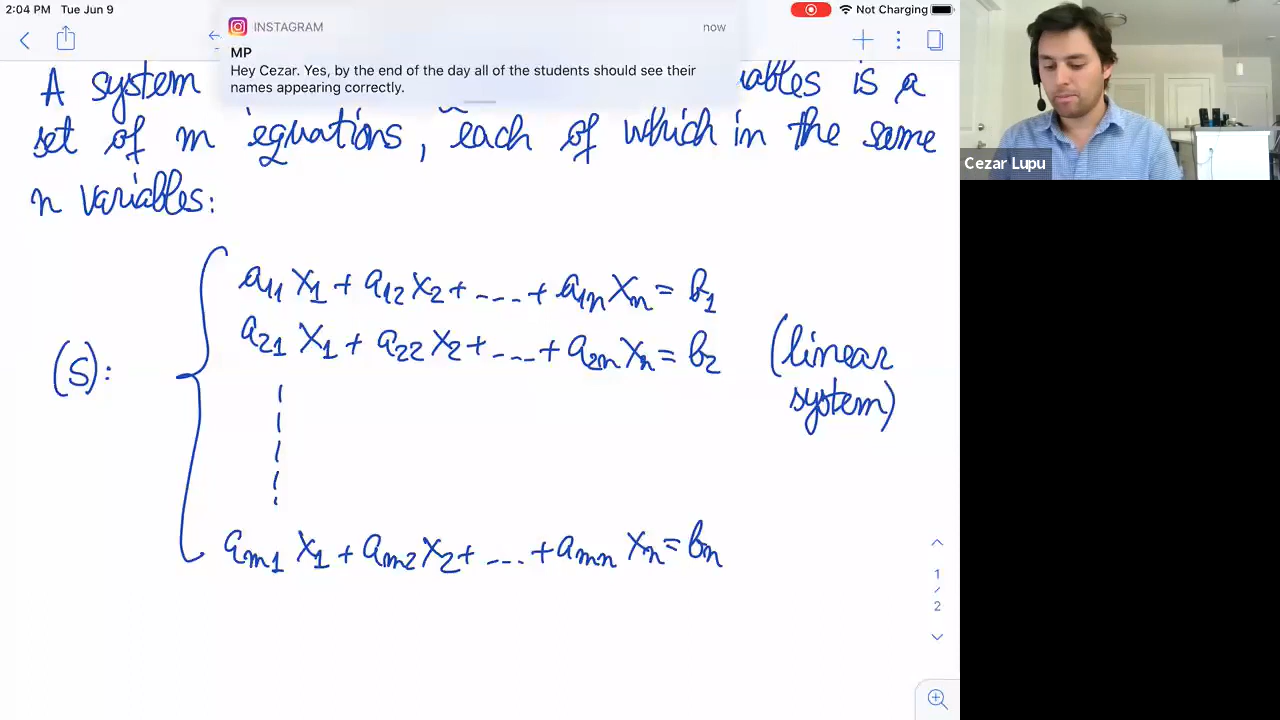 2:04 PM Tue Jun 9
Not Charging
INSTAGRAM
now
MP
Hey Cezar. Yes, by the end of the day all of the students should see their
names appearing correctly.
A system is a
set of m equations, each of which in the same
n variables:
a11 x1 + a12 x2 + .... + a1n xn = b1
a21 x1 + a22 x2 + .... + a2n xn = b2
(S):
(linear
system)
am1 x1 + am2 x2 + .... + amn xn = bm
Cezar Lupu
1
/
2